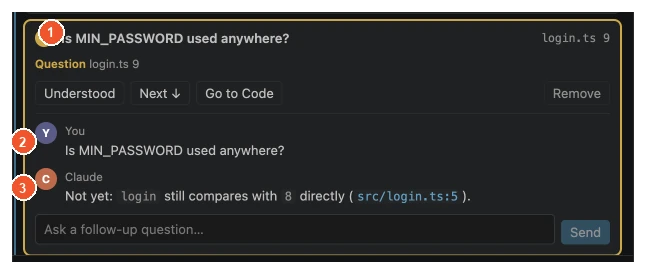 1
Is MIN_PASSWORD used anywhere? login.ts 9
Question login.ts 9
Understood Next ↓ Go to Code Remove
2
Y You
Is MIN_PASSWORD used anywhere?
3
C Claude
Not yet: login still compares with 8 directly ( src/login.ts:5 ).
Ask a follow-up question... Send